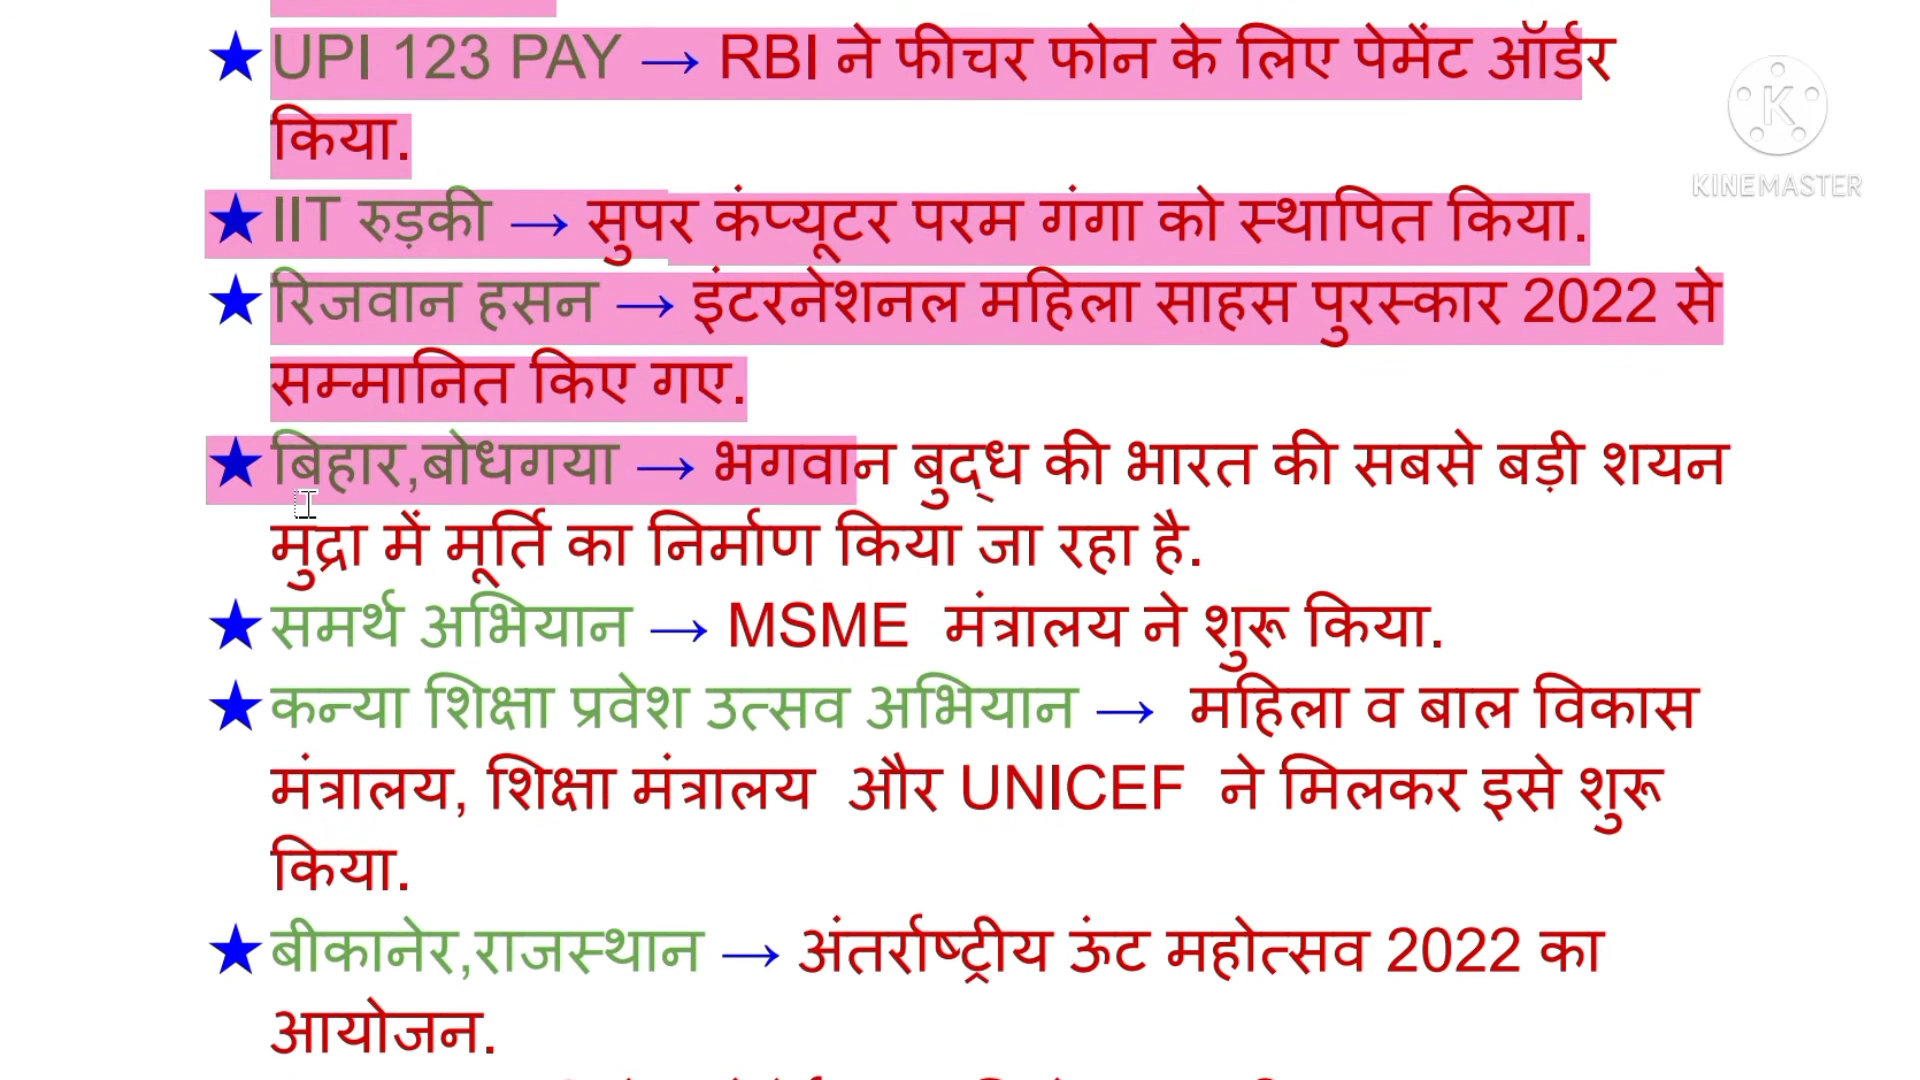 ★ UPI 123 PAY → RBI ने फीचर फोन के लिए पेमेंट ऑर्डर
किया.
★ IIT रुड़की → सुपर कंप्यूटर परम गंगा को स्थापित किया.
★ रिजवान हसन → इंटरनेशनल महिला साहस पुरस्कार 2022 से
सम्मानित किए गए.
★ बिहार,बोधगया → भगवान बुद्ध की भारत की सबसे बड़ी शयन
मुद्रा में मूर्ति का निर्माण किया जा रहा है.
★ समर्थ अभियान → MSME मंत्रालय ने शुरू किया.
★ कन्या शिक्षा प्रवेश उत्सव अभियान → महिला व बाल विकास
मंत्रालय, शिक्षा मंत्रालय और UNICEF ने मिलकर इसे शुरू
किया.
★ बीकानेर,राजस्थान → अंतर्राष्ट्रीय ऊंट महोत्सव 2022 का
आयोजन.
K
KINEMASTER